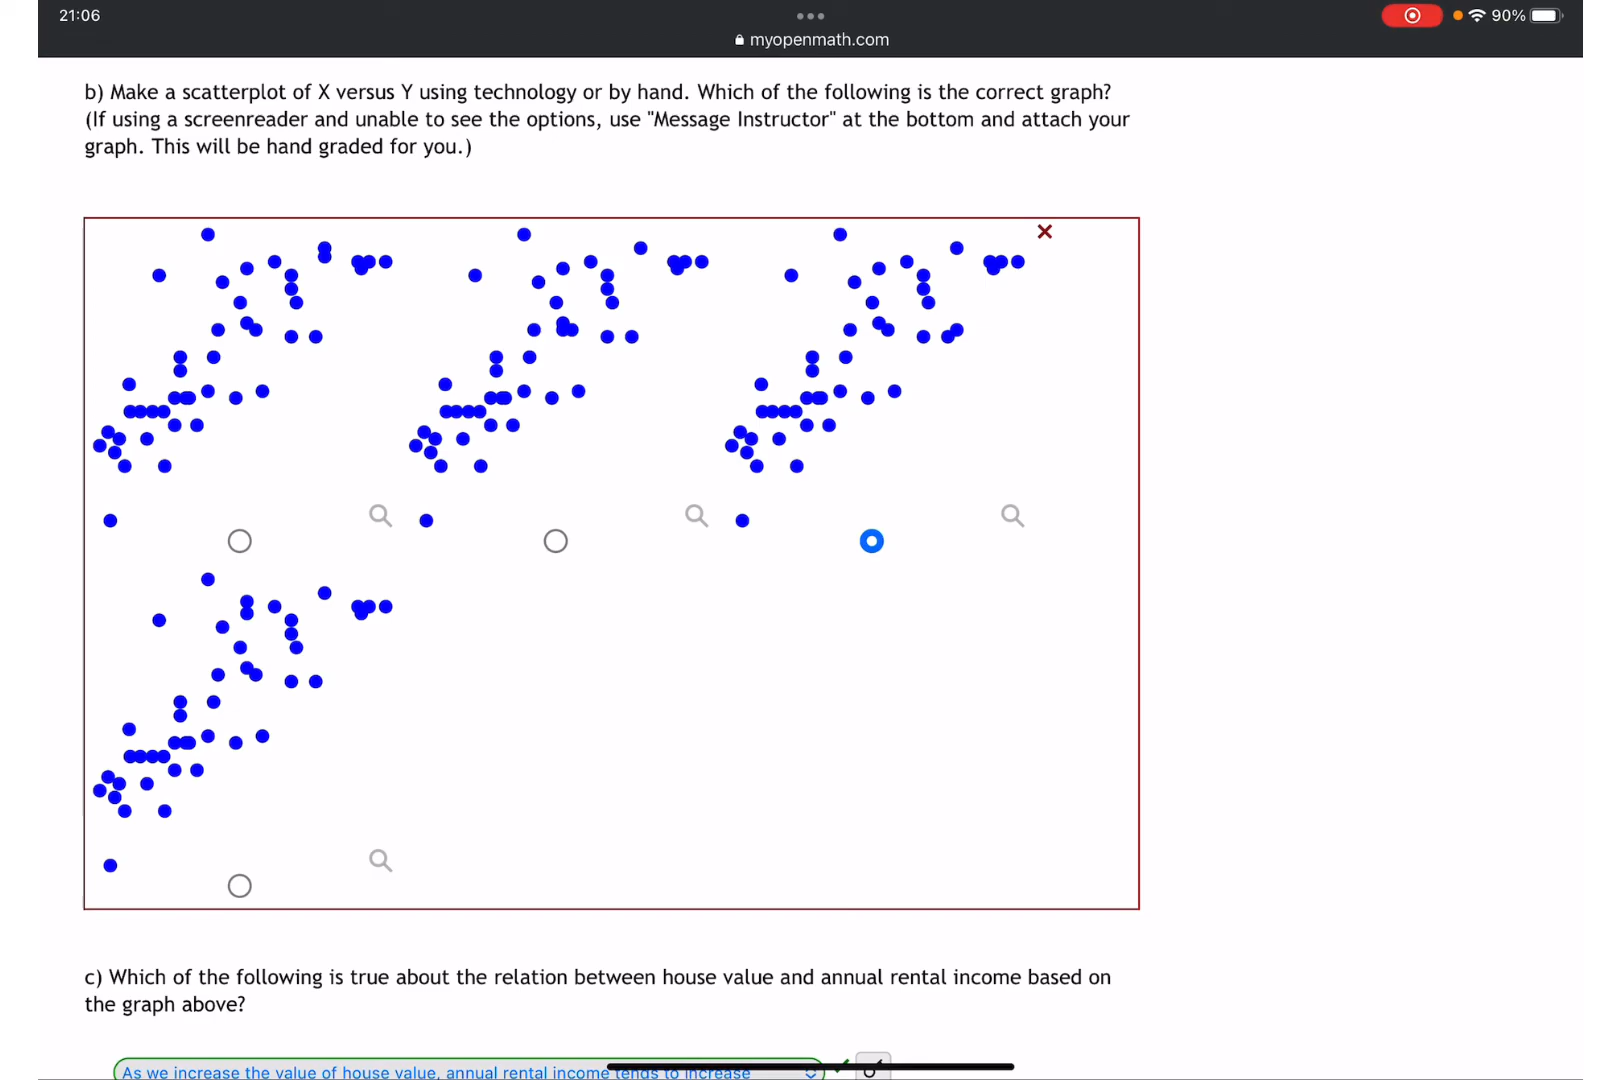 21:06
90%
myopenmath.com
b) Make a scatterplot of X versus Y using technology or by hand. Which of the following is the correct graph?
(If using a screenreader and unable to see the options, use "Message Instructor" at the bottom and attach your
graph. This will be hand graded for you.)
c) Which of the following is true about the relation between house value and annual rental income based on
the graph above?
As we increase the value of house value, annual rental income tends to increase